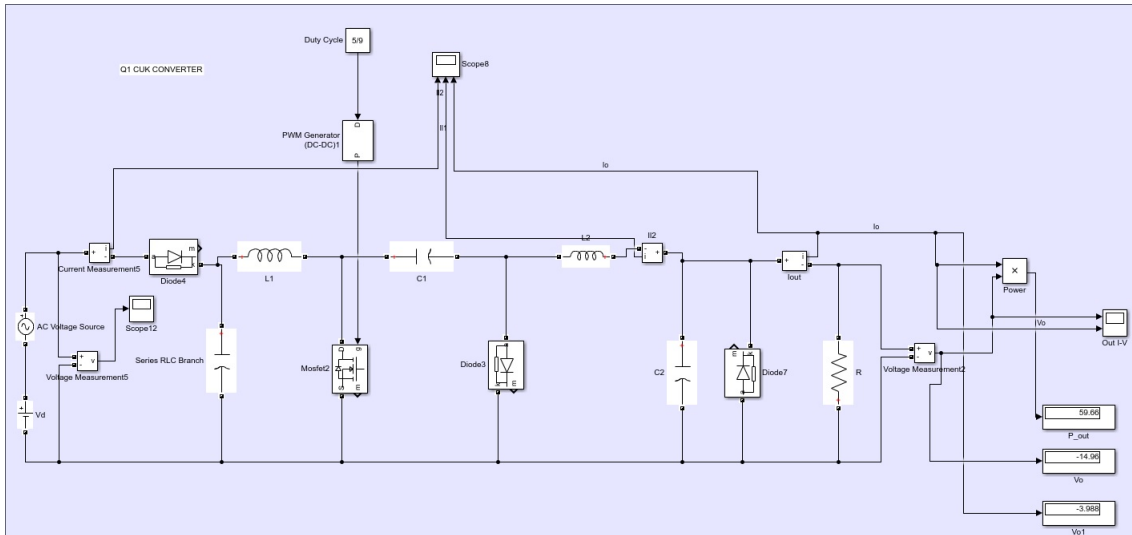 Duty Cycle
5/9
Scope8
Q1 CUK CONVERTER
Il2
Il1
PWM Generator
(DC-DC)1
D
P
Io
Io
+
i
-
Current Measurement5
a
m
k
Diode4
L1
C1
L2
Il2
-
i
+
+
i
-
Iout
×
Power
Scope12
AC Voltage Source
+
-
v
Voltage Measurement5
Series RLC Branch
Mosfet2
D
g
S
m
Diode3
a
k
m
C2
m
k
a
Diode7
R
+
-
v
Voltage Measurement2
Vo
Out I-V
Vd
59.66
P_out
-14.96
Vo
-3.988
Vo1